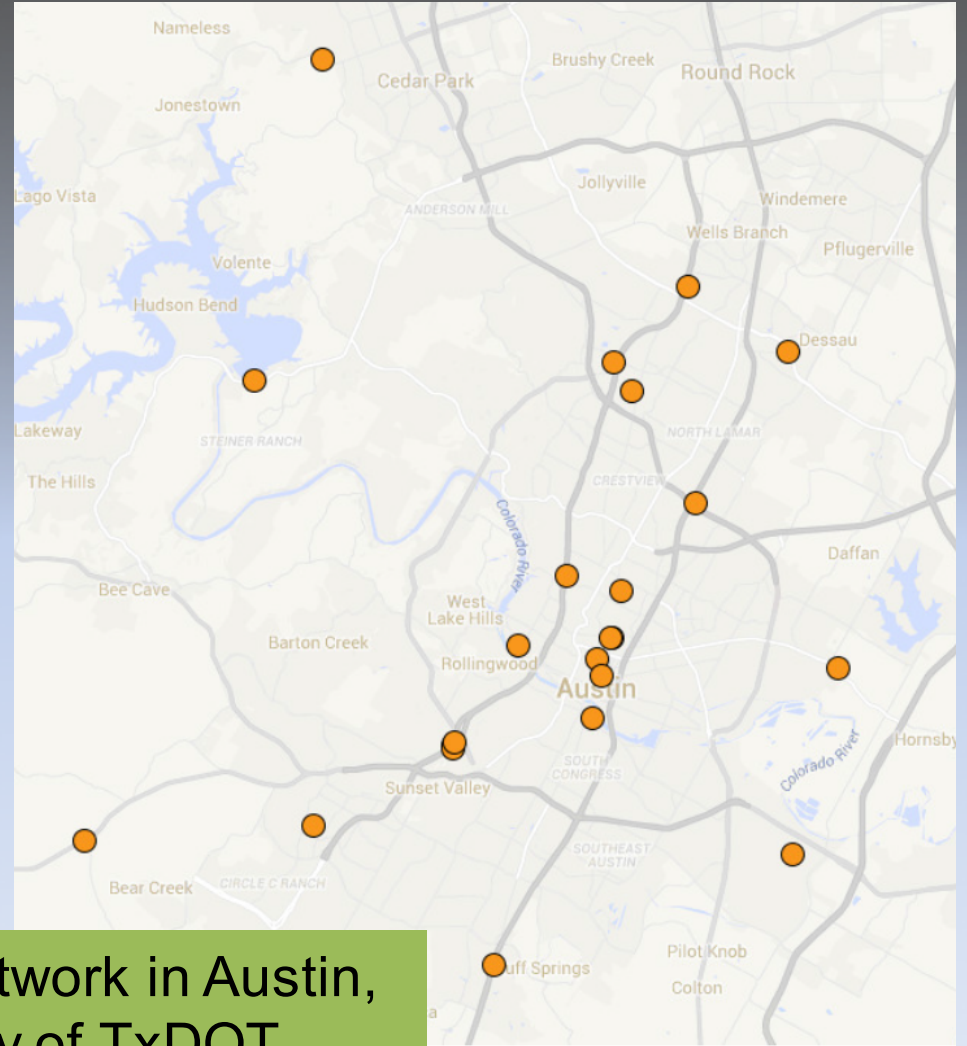 Nameless
Brushy Creek
Round Rock
Cedar Park
Jonestown
Jollyville
Lago Vista
Windemere
ANDERSON MILL
Wells Branch
Pflugerville
Volente
Hudson Bend
Dessau
Lakeway
NORTH LAMAR
STEINER RANCH
The Hills
CRESTVIEW
Colorado River
Daffan
Bee Cave
West
Lake Hills
Barton Creek
Rollingwood
Austin
Hornsby
Colorado River
SOUTH
CONGRESS
Sunset Valley
SOUTHEAST
AUSTIN
CIRCLE C RANCH
Bear Creek
Pilot Knob
uff Springs
Colton
a
twork in Austin,
y of TxDOT